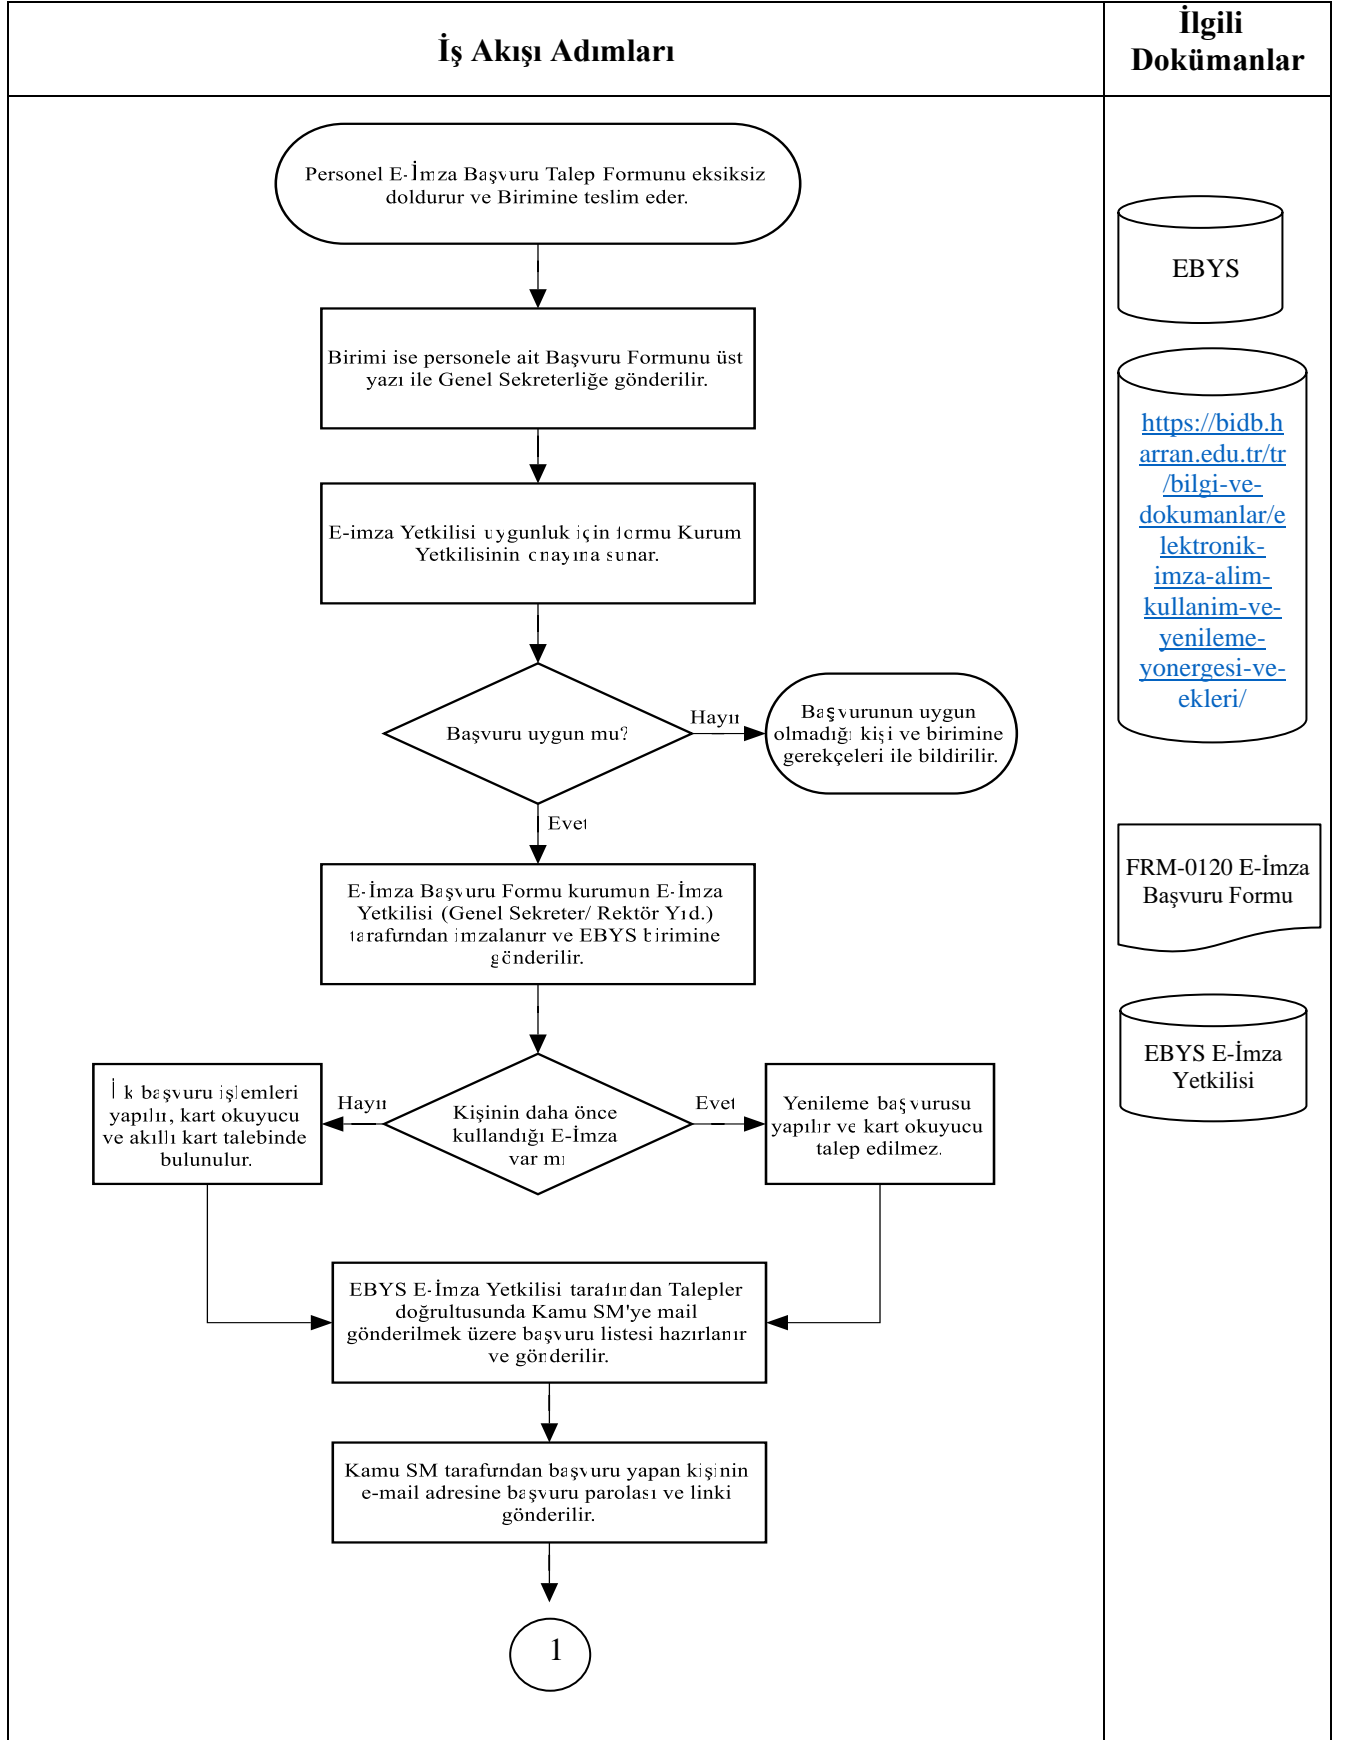 İş Akışı Adımları
İlgili
Dokümanlar
Personel E-İmza Başvuru Talep Formunu eksiksiz
doldurur ve Birimine teslim eder.
Birimi ise personele ait Başvuru Formunu üst
yazı ile Genel Sekreterliğe gönderilir.
E-imza Yetkilisi uygunluk için formu Kurum
Yetkilisinin onayına sunar.
Başvuru uygun mu?
Hayır
Başvurunun uygun
olmadığı kişi ve birimine
gerekçeleri ile bildirilir.
Evet
E-İmza Başvuru Formu kurumun E-İmza
Yetkilisi (Genel Sekreter/ Rektör Yıd.)
tarafından imzalanur ve EBYS birimine
gönderilir.
İlk başvuru işlemleri
yapılır, kart okuyucu
ve akıllı kart talebinde
bulunulur.
Hayır
Kişinin daha önce
kullandığı E-İmza
var mı
Evet
Yenileme başvurusu
yapılır ve kart okuyucu
talep edilmez.
EBYS E-İmza Yetkilisi tarafından Talepler
doğrultusunda Kamu SM'ye mail
gönderilmek üzere başvuru listesi hazırlanır
ve gönderilir.
Kamu SM tarafından başvuru yapan kişinin
e-mail adresine başvuru parolası ve linki
gönderilir.
1
EBYS
https://bidb.h
arran.edu.tr/tr
/bilgi-ve-
dokumanlar/e
lektronik-
imza-alim-
kullanim-ve-
yenileme-
yonergesi-ve-
ekleri/
FRM-0120 E-İmza
Başvuru Formu
EBYS E-İmza
Yetkilisi